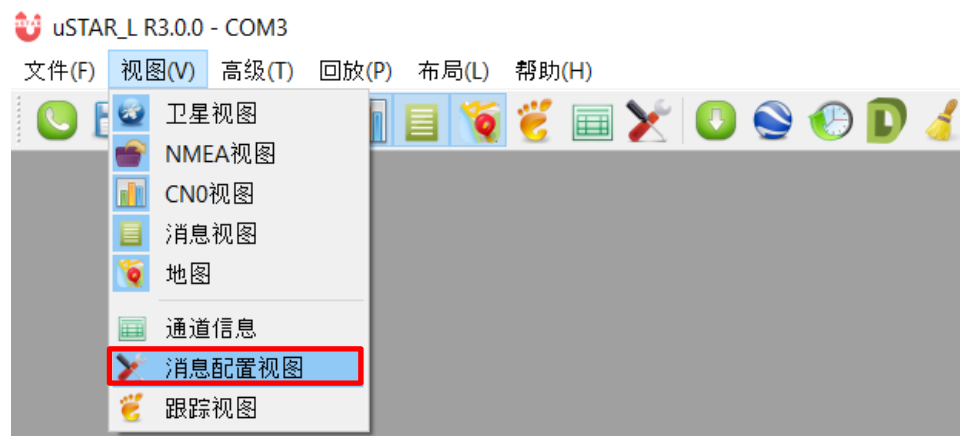 uSTAR_L R3.0.0 - COM3
文件(F) 视图(V) 高级(T) 回放(P) 布局(L) 帮助(H)
卫星视图
NMEA视图
CN0视图
消息视图
地图
通道信息
消息配置视图
跟踪视图